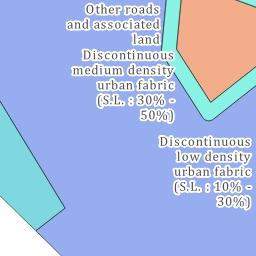 Other roads
and associated
land
Discontinuous
medium density
urban fabric
(S.L. : 30% -
50%)
Discontinuous
low density
urban fabric
(S.L. : 10% -
30%)